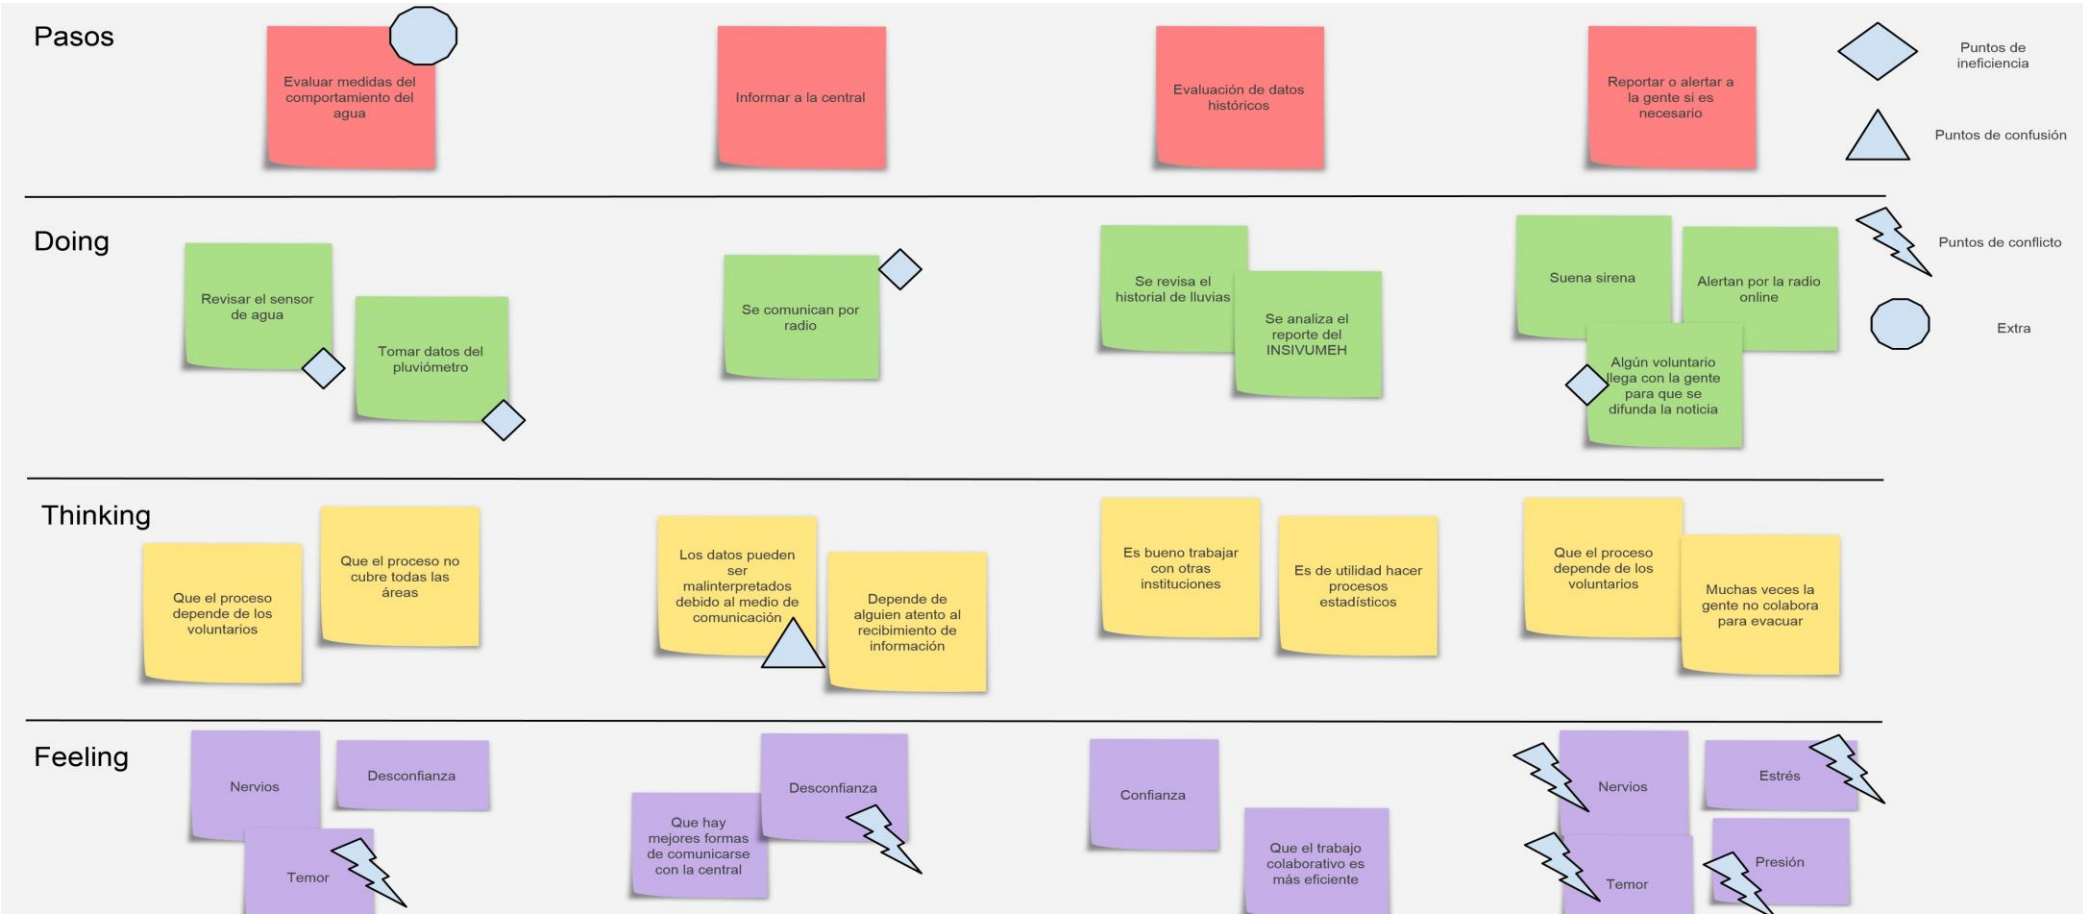 Pasos
Evaluar medidas del
comportamiento del
agua
Informar a la central
Evaluación de datos
históricos
Reportar o alertar a
la gente si es
necesario
Puntos de
ineficiencia
Puntos de confusión
Puntos de conflicto
Extra
Doing
Revisar el sensor
de agua
Tomar datos del
pluviómetro
Se comunican por
radio
Se revisa el
historial de lluvias
Se analiza el
reporte del
INSIVUMEH
Suena sirena
Alertan por la radio
online
Algún voluntario
llega con la gente
para que se
difunda la noticia
Thinking
Que el proceso
depende de los
voluntarios
Que el proceso no
cubre todas las
áreas
Los datos pueden
ser
malinterpretados
debido al medio de
comunicación
Depende de
alguien atento al
recibimiento de
información
Es bueno trabajar
con otras
instituciones
Es de utilidad hacer
procesos
estadísticos
Que el proceso
depende de los
voluntarios
Muchas veces la
gente no colabora
para evacuar
Feeling
Nervios
Desconfianza
Temor
Que hay
mejores formas
de comunicarse
con la central
Desconfianza
Confianza
Que el trabajo
colaborativo es
más eficiente
Nervios
Estrés
Temor
Presión